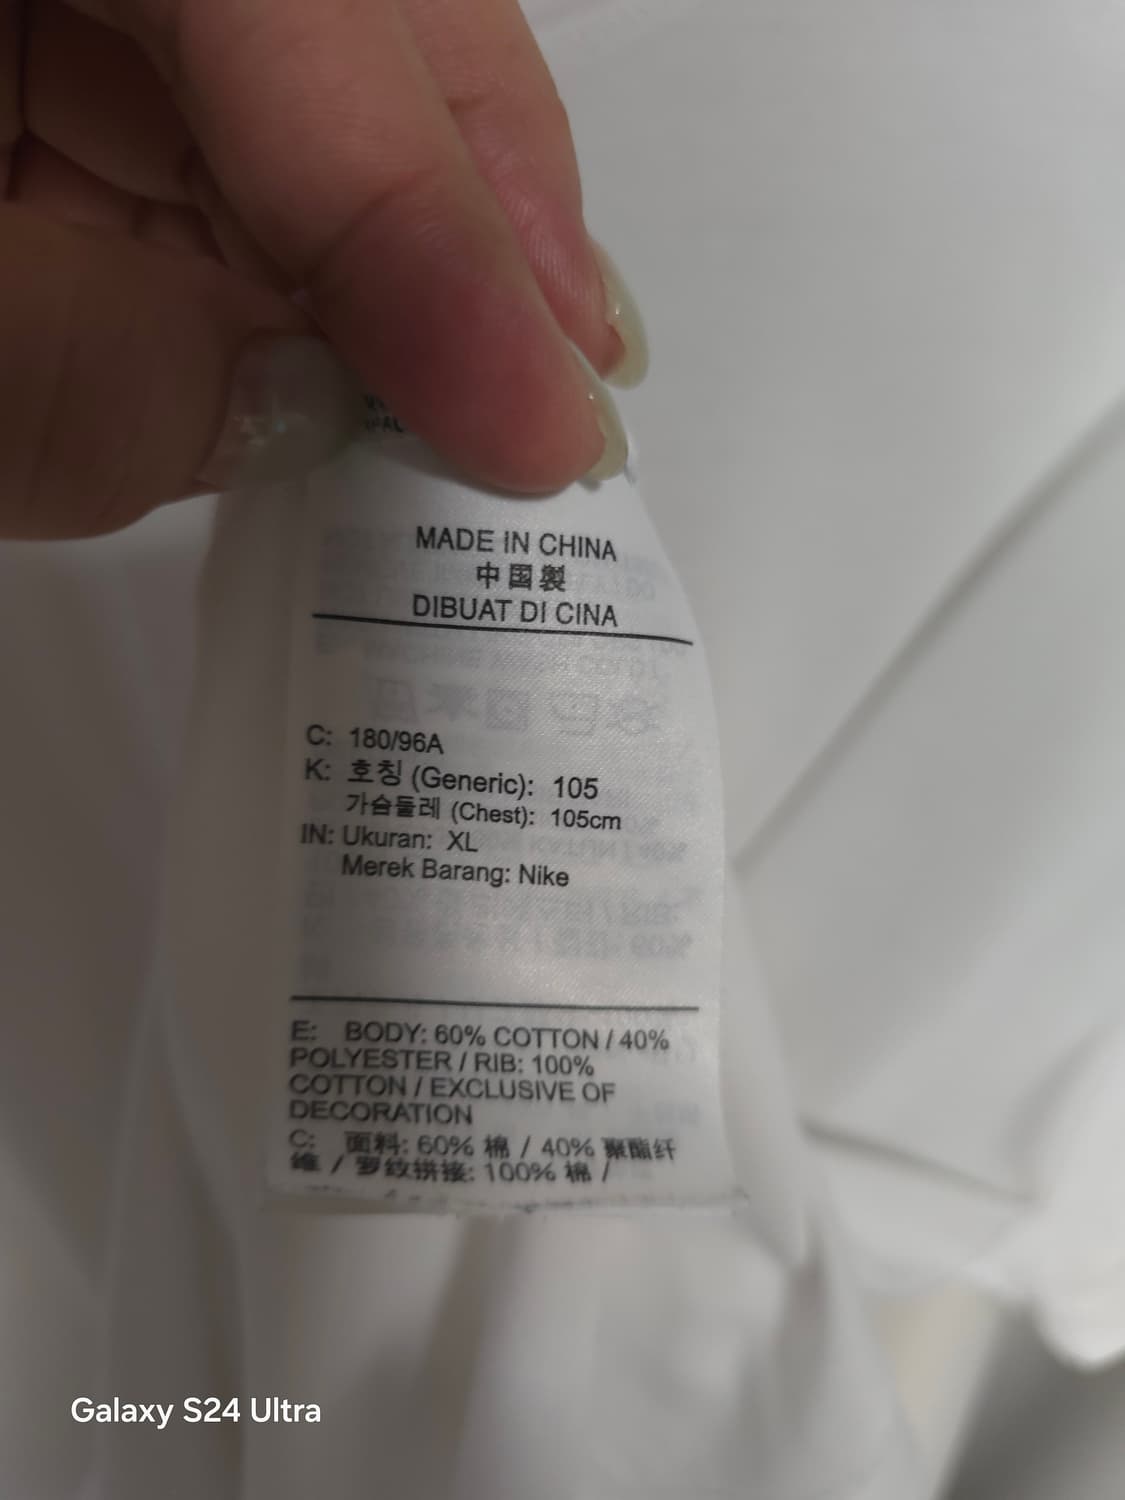 MADE IN CHINA
中国製
DIBUAT DI CINA
C: 180/96A
K: 호칭 (Generic): 105
가슴둘레 (Chest): 105cm
IN: Ukuran: XL
Merek Barang: Nike
E: BODY: 60% COTTON / 40%
POLYESTER / RIB: 100%
COTTON / EXCLUSIVE OF
DECORATION
C: 面料: 60% 棉 / 40% 聚酯纤
维 / 罗纹拼接: 100% 棉 /
Galaxy S24 Ultra